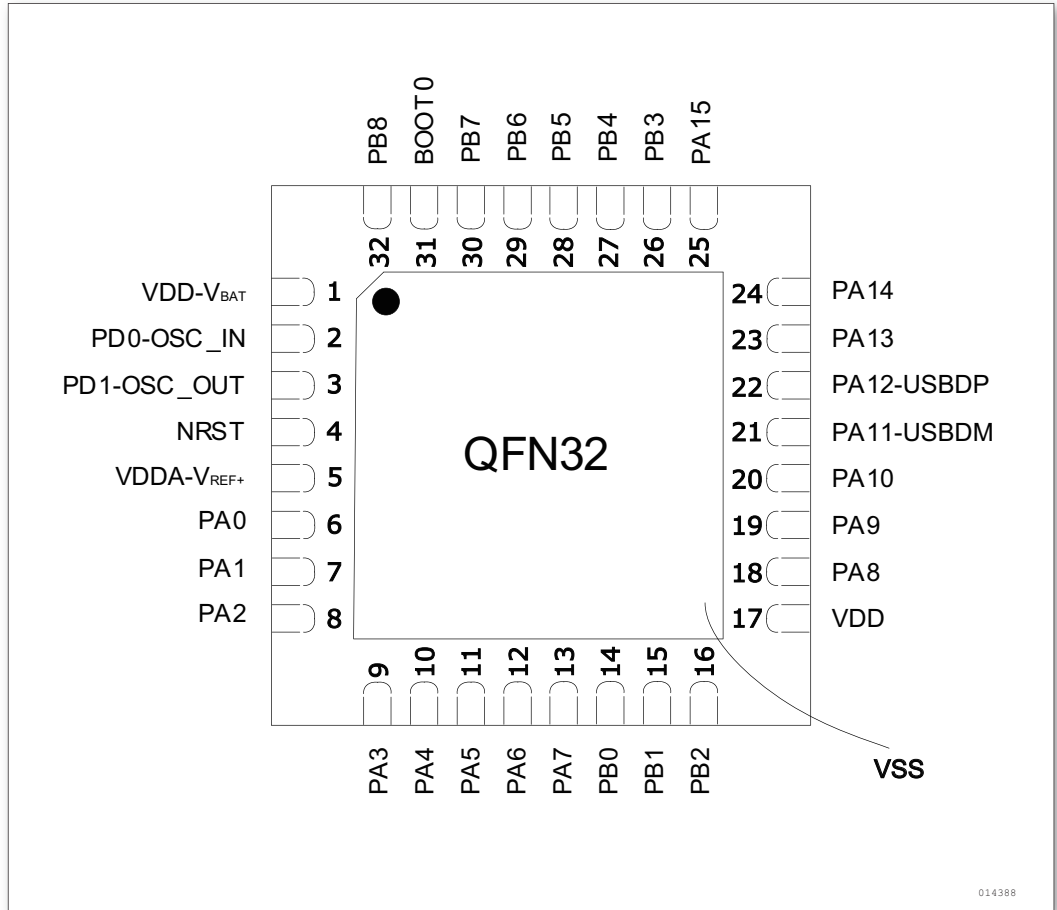 PB8
BOOT0
PB7
PB6
PB5
PB4
PB3
PA15
32
31
30
29
28
27
26
25
VDD-VBAT 1
PD0-OSC_IN 2
PD1-OSC_OUT 3
NRST 4
VDDA-VREF+ 5
PA0 6
PA1 7
PA2 8
QFN32
24 PA14
23 PA13
22 PA12-USBDP
21 PA11-USBDM
20 PA10
19 PA9
18 PA8
17 VDD
9
10
11
12
13
14
15
16
PA3
PA4
PA5
PA6
PA7
PB0
PB1
PB2
VSS
014388